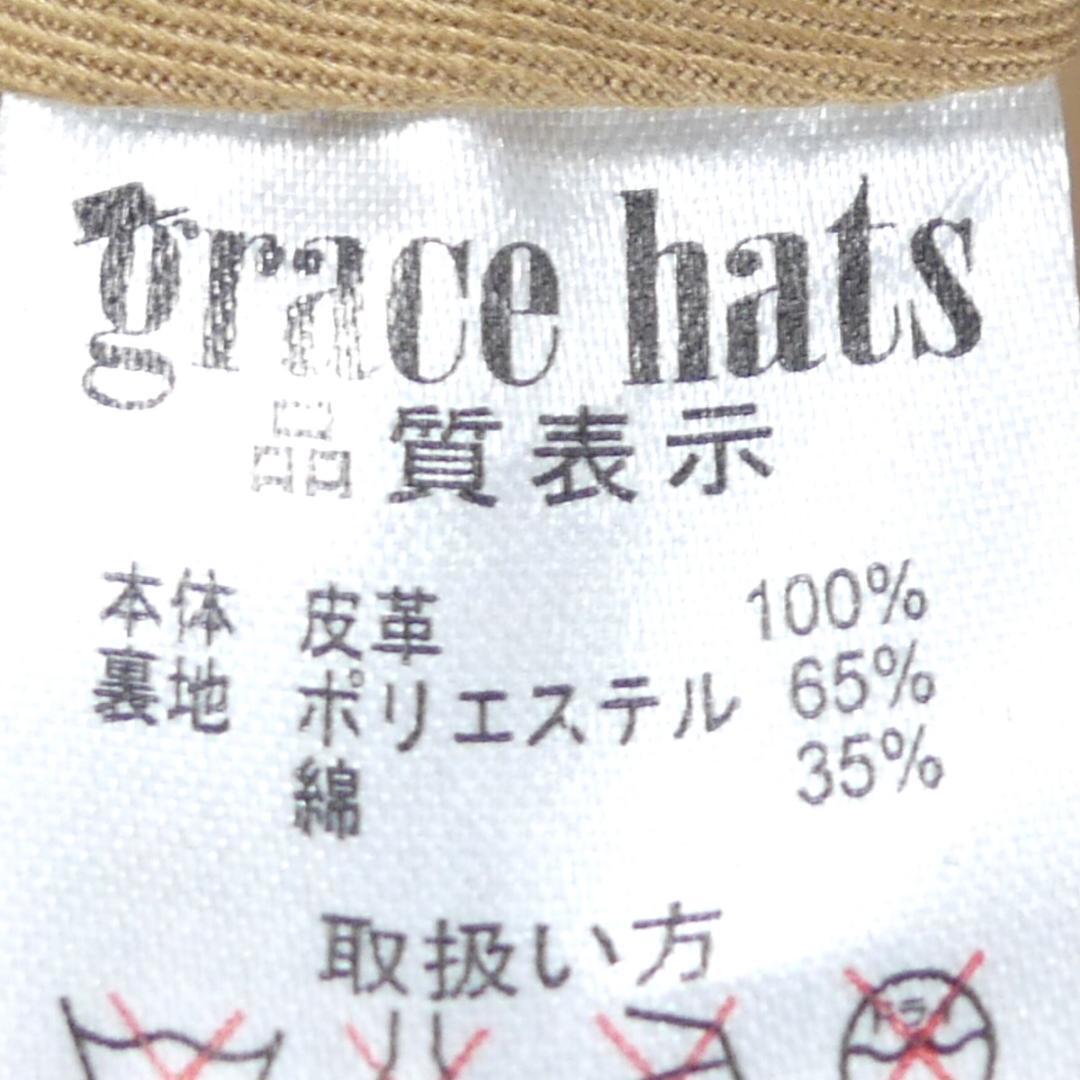 grace hats
品質表示
本体 皮革 100%
裏地 ポリエステル 65%
綿 35%
取扱い方
ドライ